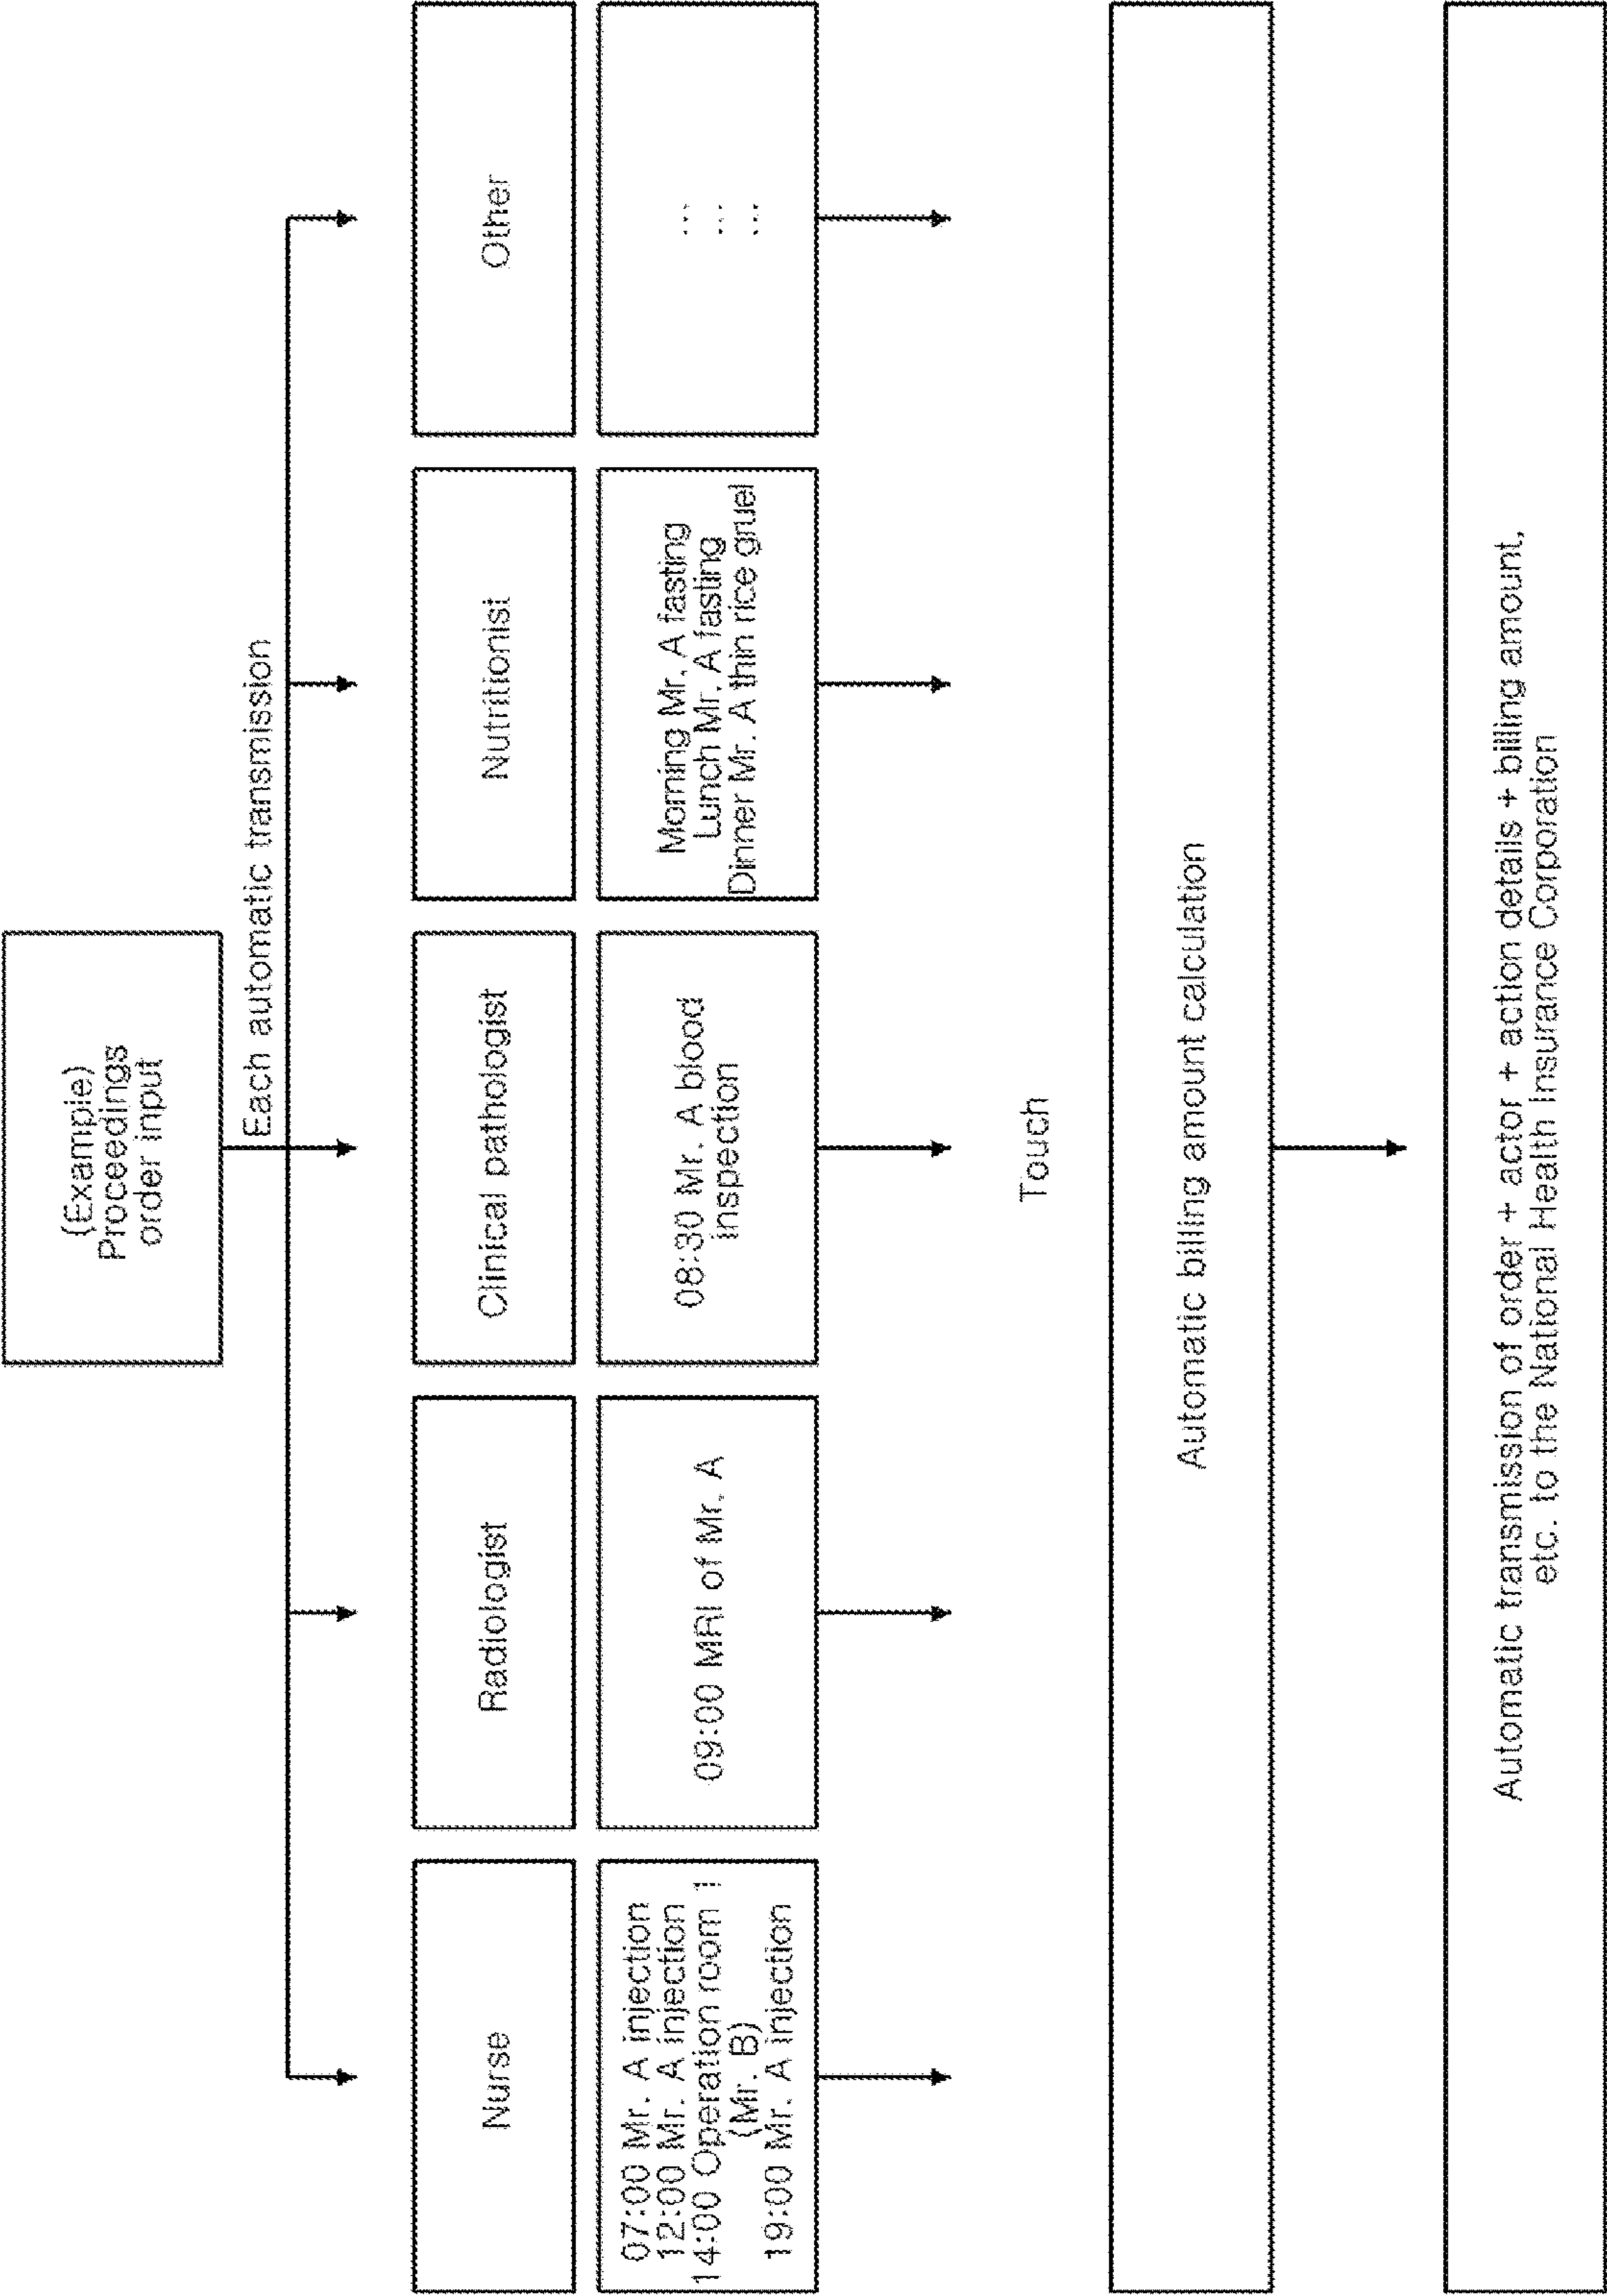 (Example)
Proceedings
order input
Each automatic transmission
Nurse
07:00 Mr. A injection
12:00 Mr. A injection
14:00 Operation room 1
(Mr. B)
19:00 Mr. A injection
Radiologist
09:00 MRI of Mr. A
Clinical pathologist
08:30 Mr. A blood
inspection
Nutritionist
Morning Mr. A fasting
Lunch Mr. A fasting
Dinner Mr. A thin rice gruel
Other
...
...
...
Touch
Automatic billing amount calculation
Automatic transmission of order + actor + action details + billing amount,
etc. to the National Health Insurance Corporation